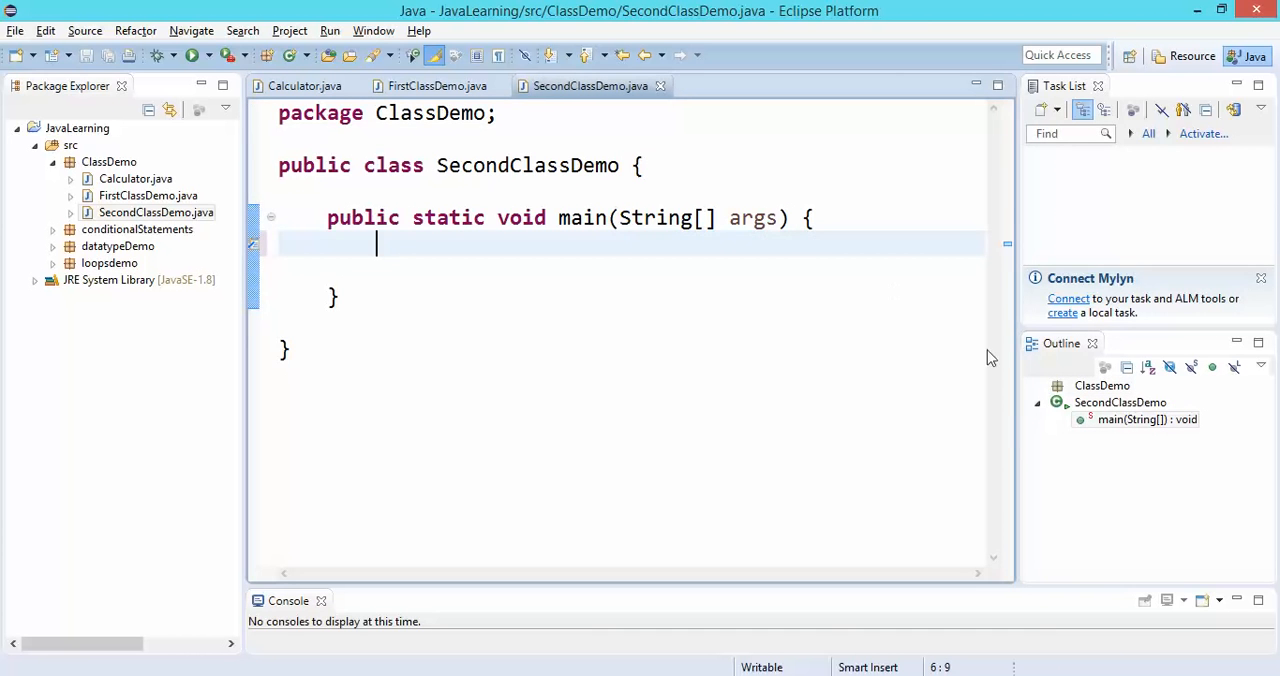 Java - JavaLearning/src/ClassDemo/SecondClassDemo.java - Eclipse Platform
File Edit Source Refactor Navigate Search Project Run Window Help
Quick Access Resource Java
Package Explorer
JavaLearning
src
ClassDemo
Calculator.java
FirstClassDemo.java
SecondClassDemo.java
conditionalStatements
datatypeDemo
loopsdemo
JRE System Library [JavaSE-1.8]
Calculator.java FirstClassDemo.java SecondClassDemo.java
package ClassDemo;
public class SecondClassDemo {
public static void main(String[] args) {
}
}
Task List
Find All Activate...
Connect Mylyn
Connect to your task and ALM tools or
create a local task.
Outline
ClassDemo
SecondClassDemo
main(String[]) : void
Console
No consoles to display at this time.
Writable Smart Insert 6 : 9